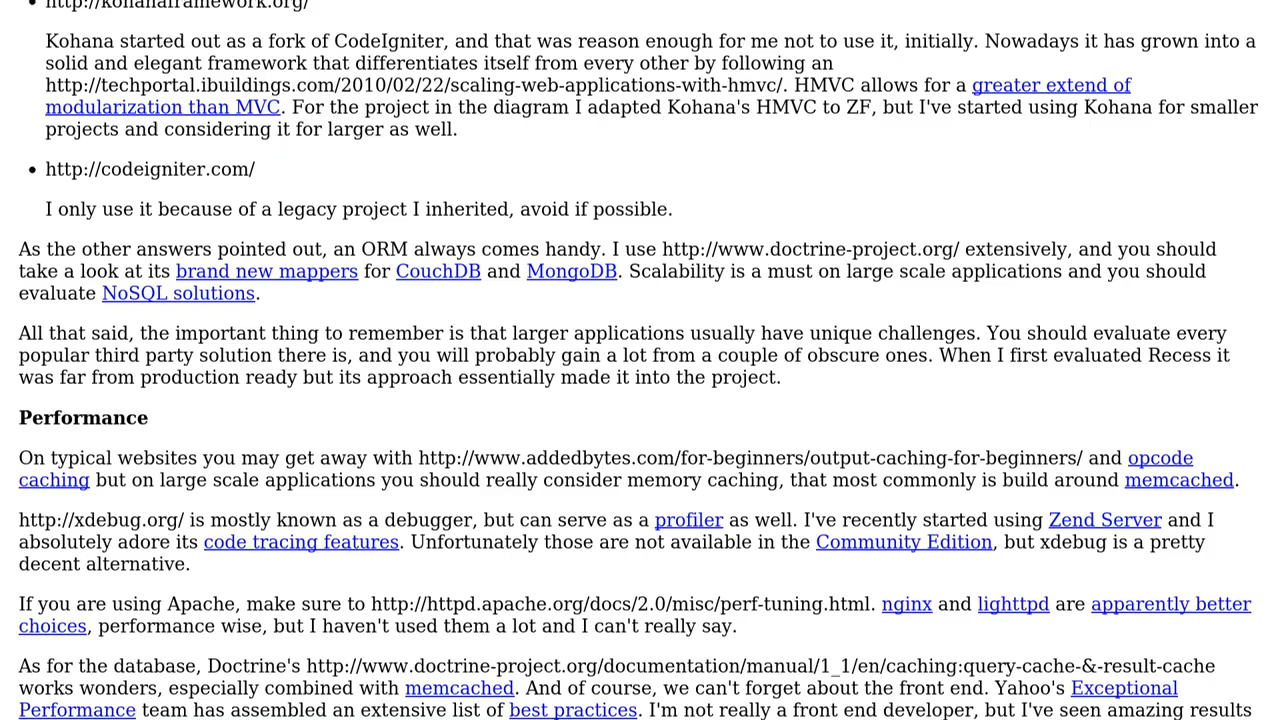 http://kohanaframework.org/
Kohana started out as a fork of CodeIgniter, and that was reason enough for me not to use it, initially. Nowadays it has grown into a
solid and elegant framework that differentiates itself from every other by following an
http://techportal.ibuildings.com/2010/02/22/scaling-web-applications-with-hmvc/. HMVC allows for a greater extend of
modularization than MVC. For the project in the diagram I adapted Kohana's HMVC to ZF, but I've started using Kohana for smaller
projects and considering it for larger as well.
http://codeigniter.com/
I only use it because of a legacy project I inherited, avoid if possible.
As the other answers pointed out, an ORM always comes handy. I use http://www.doctrine-project.org/ extensively, and you should
take a look at its brand new mappers for CouchDB and MongoDB. Scalability is a must on large scale applications and you should
evaluate NoSQL solutions.
All that said, the important thing to remember is that larger applications usually have unique challenges. You should evaluate every
popular third party solution there is, and you will probably gain a lot from a couple of obscure ones. When I first evaluated Recess it
was far from production ready but its approach essentially made it into the project.
Performance
On typical websites you may get away with http://www.addedbytes.com/for-beginners/output-caching-for-beginners/ and opcode
caching but on large scale applications you should really consider memory caching, that most commonly is build around memcached.
http://xdebug.org/ is mostly known as a debugger, but can serve as a profiler as well. I've recently started using Zend Server and I
absolutely adore its code tracing features. Unfortunately those are not available in the Community Edition, but xdebug is a pretty
decent alternative.
If you are using Apache, make sure to http://httpd.apache.org/docs/2.0/misc/perf-tuning.html. nginx and lighttpd are apparently better
choices, performance wise, but I haven't used them a lot and I can't really say.
As for the database, Doctrine's http://www.doctrine-project.org/documentation/manual/1_1/en/caching:query-cache-&-result-cache
works wonders, especially combined with memcached. And of course, we can't forget about the front end. Yahoo's Exceptional
Performance team has assembled an extensive list of best practices. I'm not really a front end developer, but I've seen amazing results